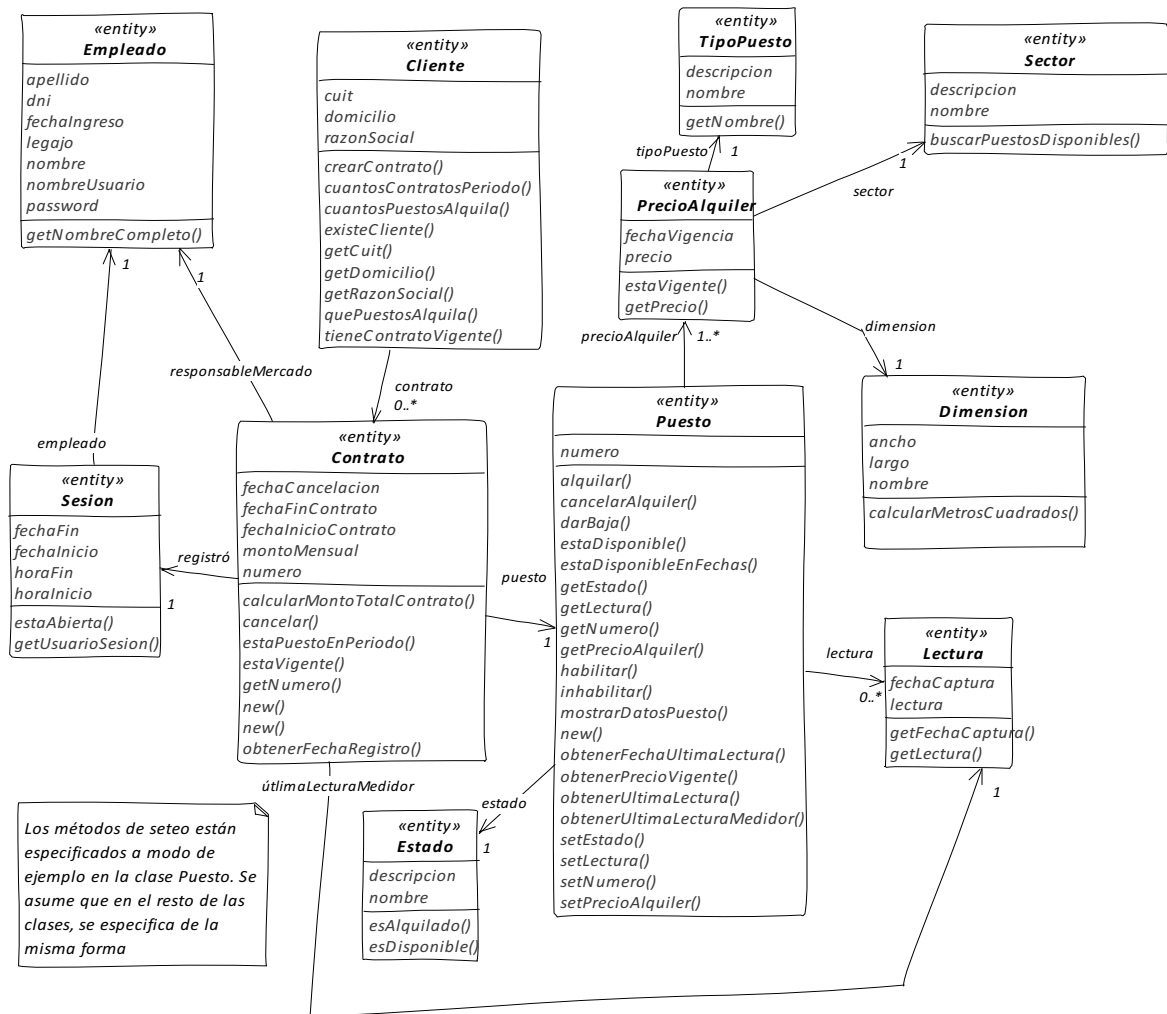 «entity»
Empleado
apellido
dni
fechaIngreso
legajo
nombre
nombreUsuario
password
getNombreCompleto()
1
1
«entity»
Cliente
cuit
domicilio
razonSocial
crearContrato()
cuantosContratosPeriodo()
cuantosPuestosAlquila()
existeCliente()
getCuit()
getDomicilio()
getRazonSocial()
quePuestosAlquila()
tieneContratoVigente()
«entity»
TipoPuesto
descripcion
nombre
getNombre()
tipoPuesto
1
«entity»
Sector
descripcion
nombre
buscarPuestosDisponibles()
1
sector
«entity»
PrecioAlquiler
fechaVigencia
precio
estaVigente()
getPrecio()
precioAlquiler
1..*
dimension
1
«entity»
Dimension
ancho
largo
nombre
calcularMetrosCuadrados()
responsableMercado
contrato
0..*
empleado
«entity»
Sesion
fechaFin
fechaInicio
horaFin
horaInicio
estaAbierta()
getUsuarioSesion()
registró
1
«entity»
Contrato
fechaCancelacion
fechaFinContrato
fechaInicioContrato
montoMensual
numero
calcularMontoTotalContrato()
cancelar()
estaPuestoEnPeriodo()
estaVigente()
getNumero()
new()
new()
obtenerFechaRegistro()
puesto
1
«entity»
Puesto
numero
alquilar()
cancelarAlquiler()
darBaja()
estaDisponible()
estaDisponibleEnFechas()
getEstado()
getLectura()
getNumero()
getPrecioAlquiler()
habilitar()
inhabilitar()
mostrarDatosPuesto()
new()
obtenerFechaUltimaLectura()
obtenerPrecioVigente()
obtenerUltimaLectura()
obtenerUltimaLecturaMedidor()
setEstado()
setLectura()
setNumero()
setPrecioAlquiler()
lectura
0..*
«entity»
Lectura
fechaCaptura
lectura
getFechaCaptura()
getLectura()
1
útlimaLecturaMedidor
estado
1
«entity»
Estado
descripcion
nombre
esAlquilado()
esDisponible()
Los métodos de seteo están
especificados a modo de
ejemplo en la clase Puesto. Se
asume que en el resto de las
clases, se especifica de la
misma forma